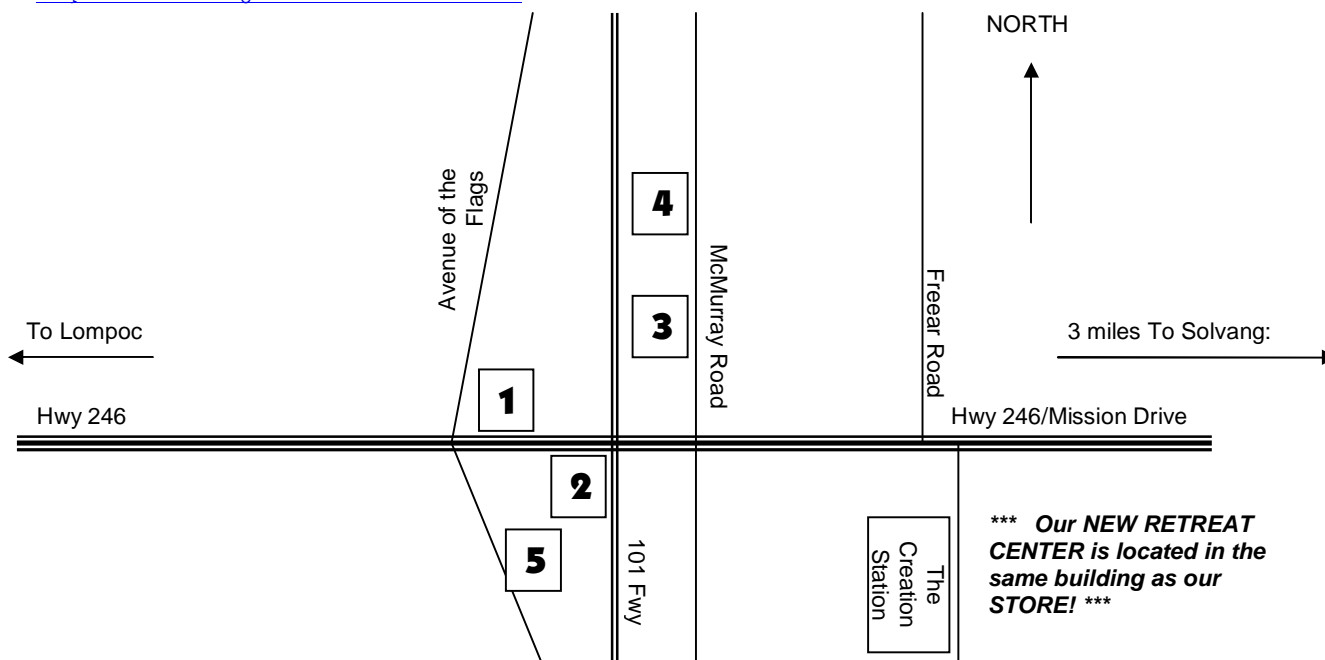 NORTH
Avenue of the
Flags
4
McMurray Road
3
Freear Road
To Lompoc
3 miles To Solvang:
1
Hwy 246
Hwy 246/Mission Drive
2
5
101 Fwy
The
Creation
Station
*** Our NEW RETREAT
CENTER is located in the
same building as our
STORE! ***